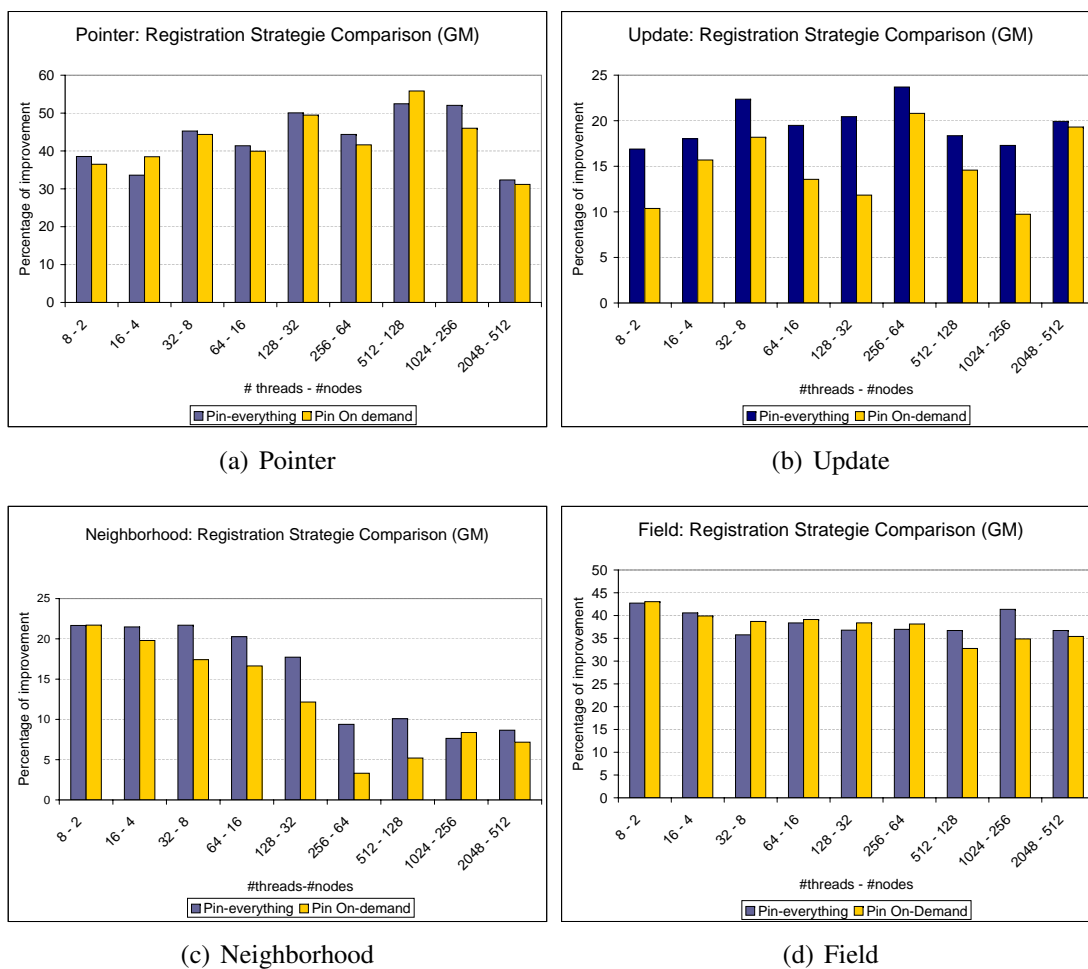 Pointer: Registration Strategie Comparison (GM)
Percentage of improvement
60
50
40
30
20
10
0
8 - 2
16 - 4
32 - 8
64 - 16
128 - 32
256 - 64
512 - 128
1024 - 256
2048 - 512
# threads - #nodes
Pin-everything Pin On demand
(a) Pointer
Update: Registration Strategie Comparison (GM)
Percentage of improvement
25
20
15
10
5
0
8 - 2
16 - 4
32 - 8
64 - 16
128 - 32
256 - 64
512 - 128
1024 - 256
2048 - 512
#threads - #nodes
Pin-everything Pin On-demand
(b) Update
Neighborhood: Registration Strategie Comparison (GM)
Percentage of improvement
25
20
15
10
5
0
8 - 2
16 - 4
32 - 8
64 - 16
128 - 32
256 - 64
512 - 128
1024 - 256
2048 - 512
#threads-#nodes
Pin-everything Pin On-demand
(c) Neighborhood
Field: Registration Strategie Comparison (GM)
Percentage of improvement
50
45
40
35
30
25
20
15
10
5
0
8 - 2
16 - 4
32 - 8
64 - 16
128 - 32
256 - 64
512 - 128
1024 - 256
2048 - 512
#threads - #nodes
Pin-everything Pin On-Demand
(d) Field